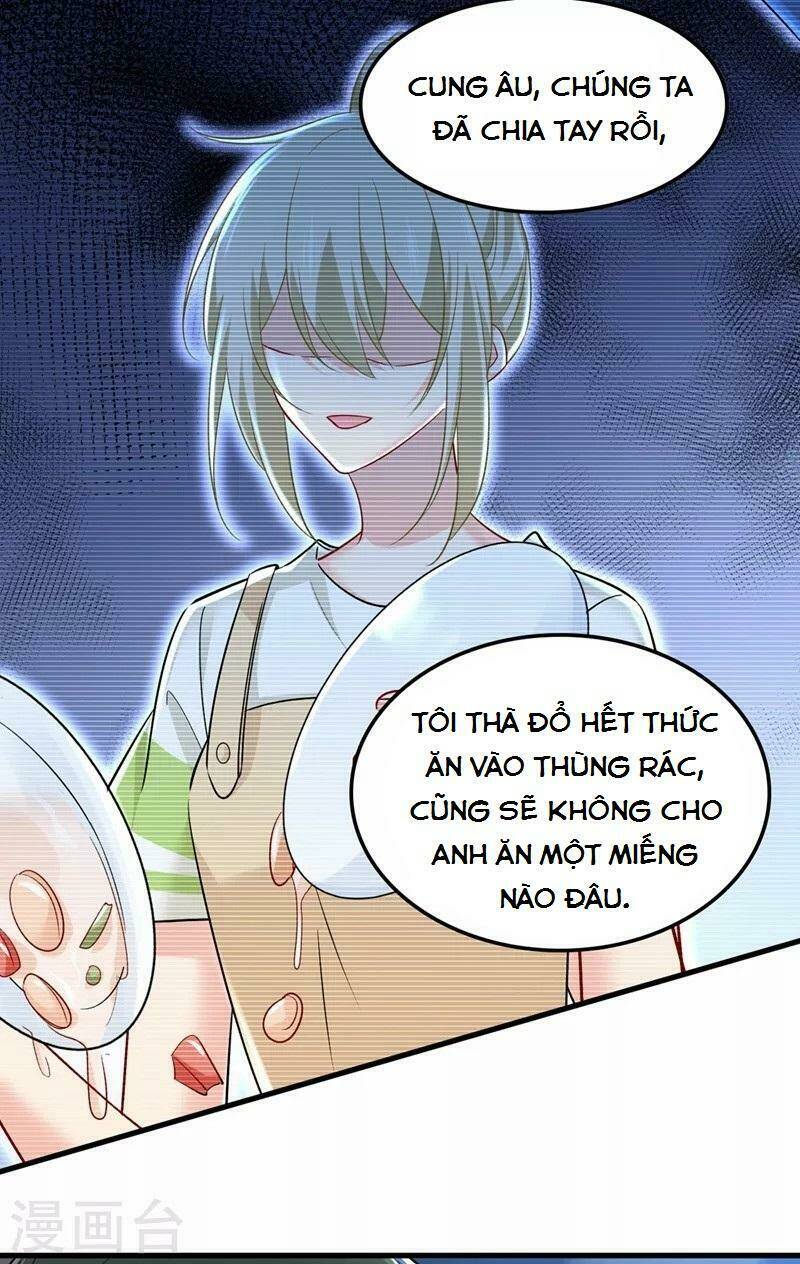 CUNG ÂU, CHÚNG TA
ĐÃ CHIA TAY RỒI,
TÔI THÀ ĐỔ HẾT THỨC
ĂN VÀO THÙNG RÁC,
CŨNG SẼ KHÔNG CHO
ANH ĂN MỘT MIẾNG
NÀO ĐÂU.
漫画台